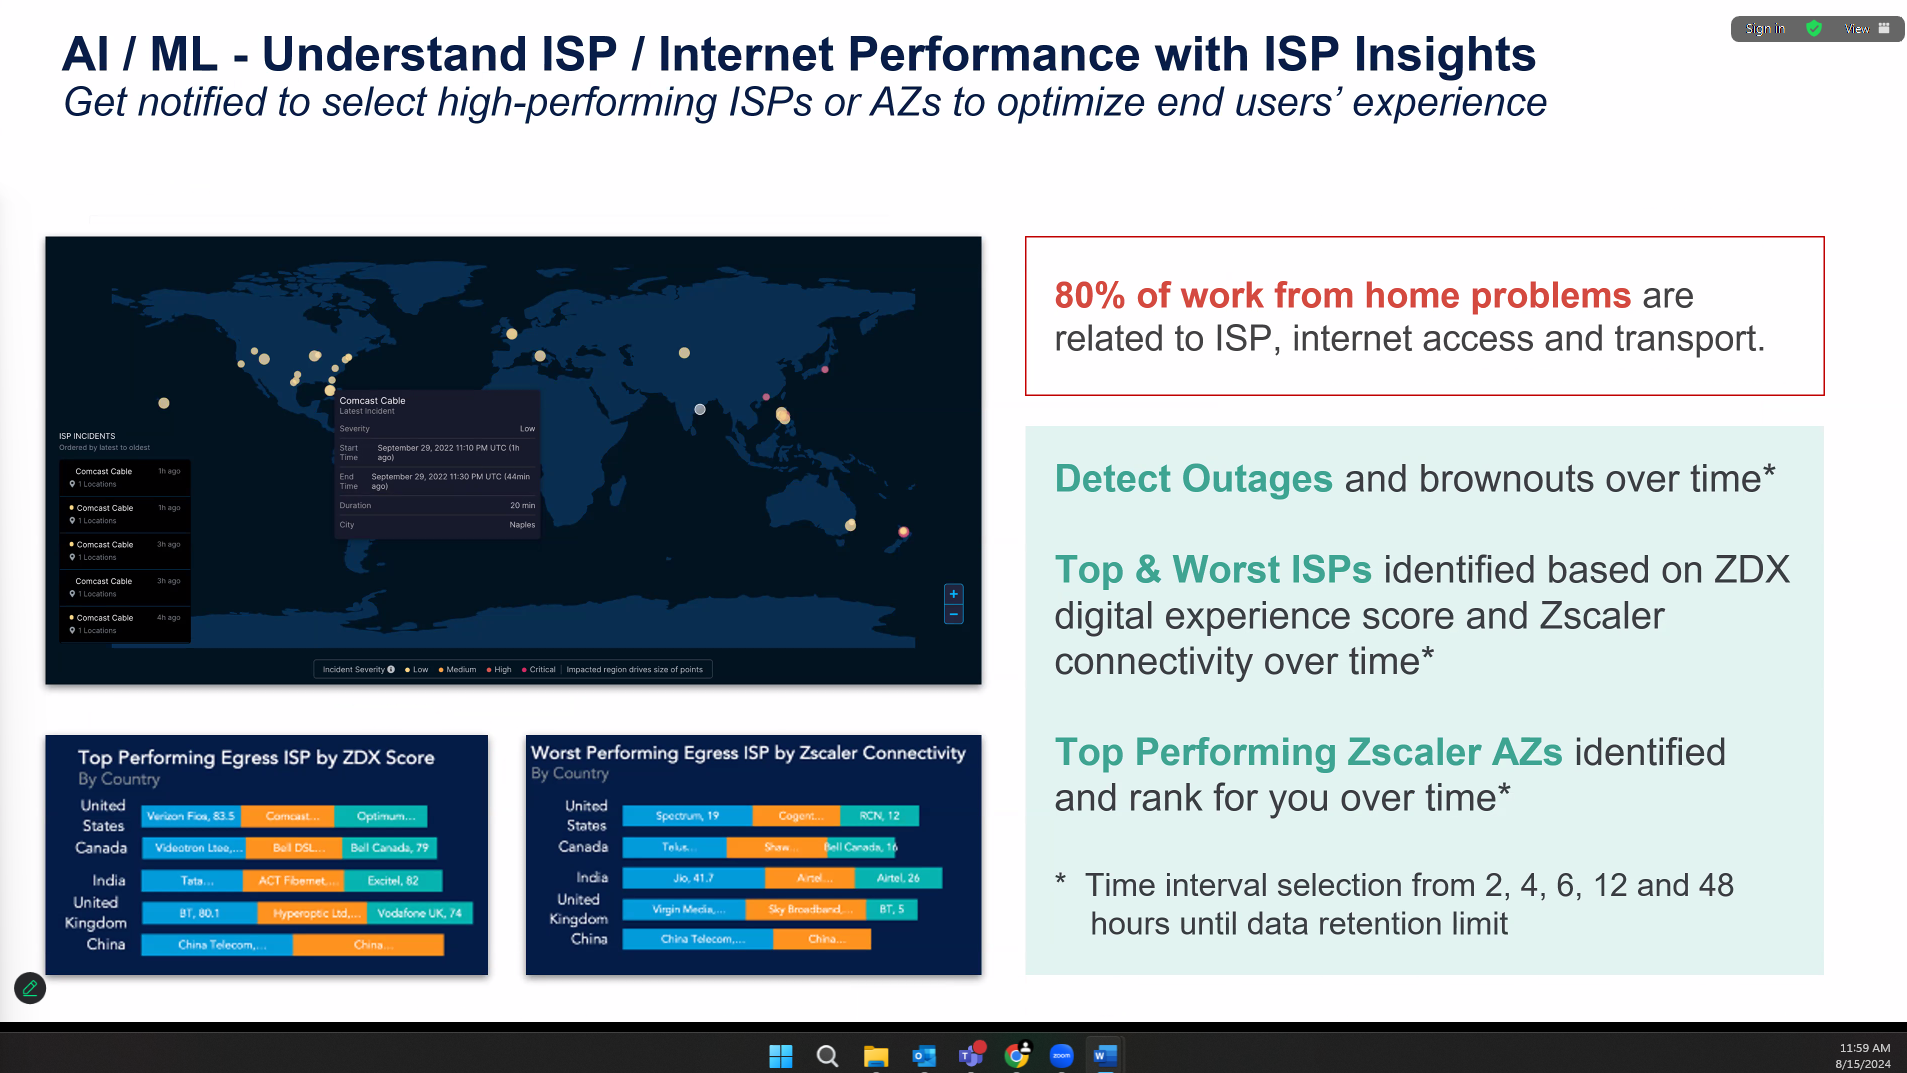 AI / ML - Understand ISP / Internet Performance with ISP Insights
Get notified to select high-performing ISPs or AZs to optimize end users’ experience
Sign in
View
ISP INCIDENTS
Ordered by latest to oldest
Comcast Cable 1h ago
1 Locations
Comcast Cable 1h ago
1 Locations
Comcast Cable 3h ago
1 Locations
Comcast Cable 3h ago
1 Locations
Comcast Cable 4h ago
1 Locations
Comcast Cable
Latest Incident
Severity Low
Start Time September 29, 2022 11:10 PM UTC (1h
ago)
End Time September 29, 2022 11:30 PM UTC (44min
ago)
Duration 20 min
City Naples
+
−
Incident Severity Low Medium High Critical | Impacted region drives size of points
80% of work from home problems are
related to ISP, internet access and transport.
Detect Outages and brownouts over time*
Top & Worst ISPs identified based on ZDX
digital experience score and Zscaler
connectivity over time*
Top Performing Zscaler AZs identified
and rank for you over time*
* Time interval selection from 2, 4, 6, 12 and 48
hours until data retention limit
Top Performing Egress ISP by ZDX Score
By Country
United States Verizon Fios, 83.5 Comcast... Optimum...
Canada Videotron Ltee,... Bell DSL... Bell Canada, 79
India Tata... ACT Fibernet,... Excitel, 82
United Kingdom BT, 80.1 Hyperoptic Ltd,... Vodafone UK, 74
China China Telecom,... China...
Worst Performing Egress ISP by Zscaler Connectivity
By Country
United States Spectrum, 19 Cogent... RCN, 12
Canada Telus... Shaw... Bell Canada, 16
India Jio, 41.7 Airtel... Airtel, 26
United Kingdom Virgin Media,... Sky Broadband,... BT, 5
China China Telecom,... China...
zoom
11:59 AM
8/15/2024